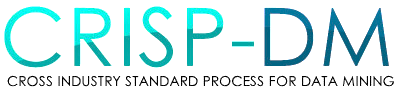 CRISP-DM
CROSS INDUSTRY STANDARD PROCESS FOR DATA MINING